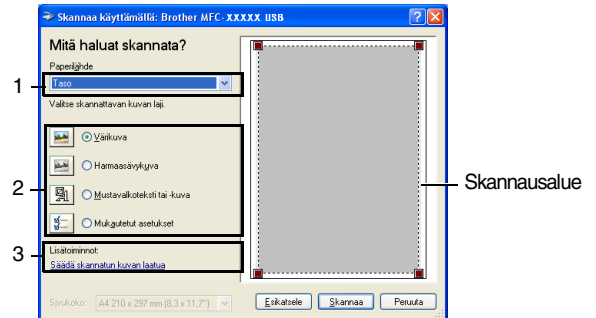 Skannaa käyttämällä: Brother MFC-XXXXX USB
Mitä haluat skannata?
Paperilähde
1
Taso
Valitse skannattavan kuvan laji.
2
Värikuva
Harmaasävykuva
Mustavalkoteksti tai -kuva
Mukautetut asetukset
Skannausalue
3
Lisätoiminnot:
Säädä skannatun kuvan laatua
Sivukoko: A4 210 x 297 mm (8,3 x 11,7")
Esikatsele Skannaa Peruuta